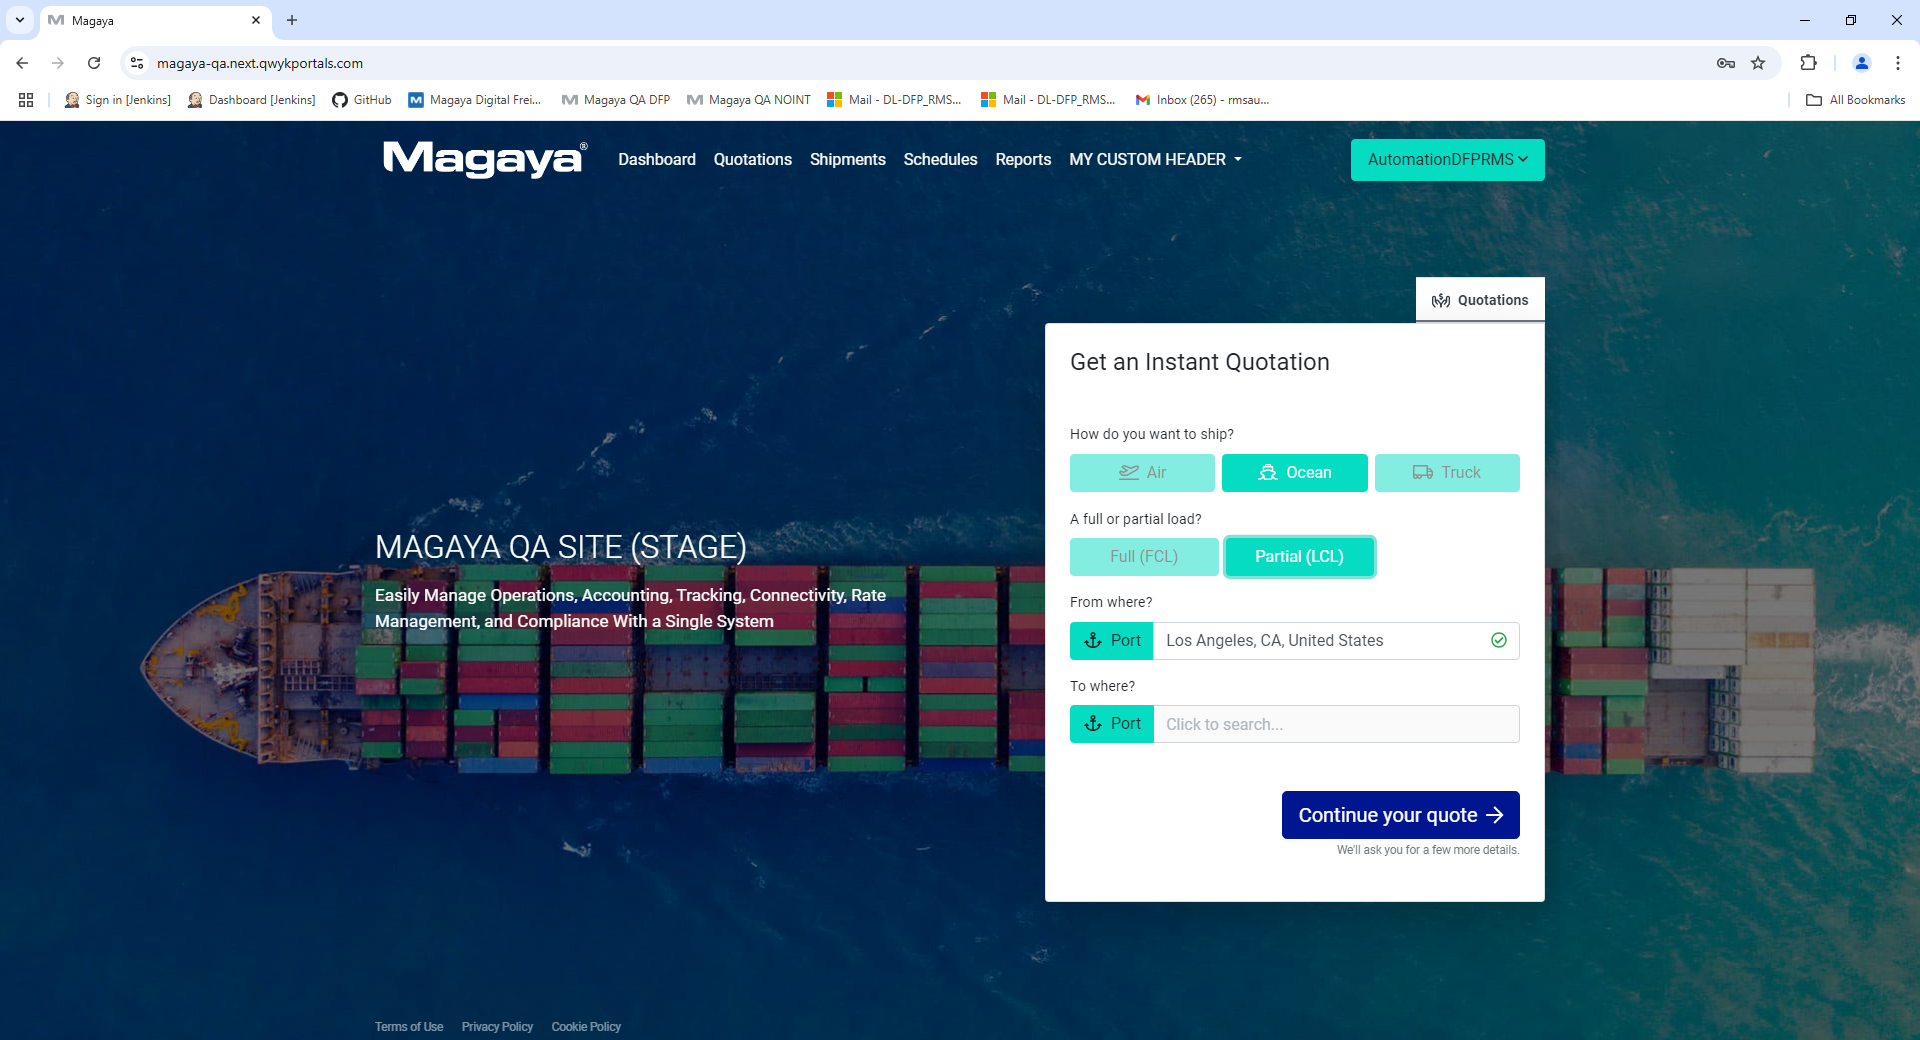 Magaya
magaya-qa.next.qwykportals.com
Sign in [Jenkins]
Dashboard [Jenkins]
GitHub
Magaya Digital Frei...
Magaya QA DFP
Magaya QA NOINT
Mail - DL-DFP_RMS...
Mail - DL-DFP_RMS...
Inbox (265) - rmsau...
All Bookmarks
Magaya®
Dashboard
Quotations
Shipments
Schedules
Reports
MY CUSTOM HEADER
AutomationDFPRMS
Quotations
Get an Instant Quotation
How do you want to ship?
Air
Ocean
Truck
A full or partial load?
Full (FCL)
Partial (LCL)
From where?
Port
Los Angeles, CA, United States
To where?
Port
Click to search...
Continue your quote
We'll ask you for a few more details.
MAGAYA QA SITE (STAGE)
Easily Manage Operations, Accounting, Tracking, Connectivity, Rate
Management, and Compliance With a Single System
Terms of Use
Privacy Policy
Cookie Policy